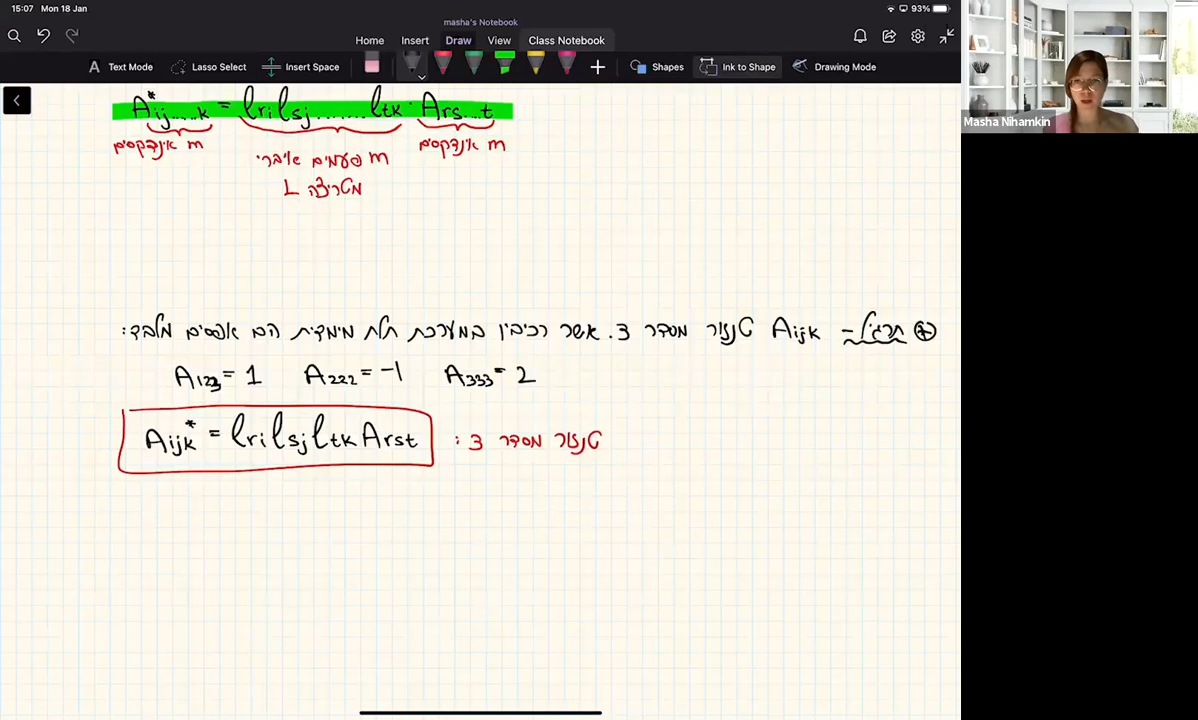 15:07 Mon 18 Jan
93%
masha's Notebook
Home Insert Draw View Class Notebook
Text Mode Lasso Select Insert Space Shapes Ink to Shape Drawing Mode
Masha Nihamkin
A*ij.....k = lri lsj.........ltk · Ars....t
m אינדקסים
m פעמים איברי
מטריצה L
m אינדקסים
תרגיל - Aijk טנזור מסדר 3. אשר רכיביו במערכת תלת מימדית הם אפסים מלבד:
A123 = 1 A222 = -1 A333 = 2
טנזור מסדר 3:
Aijk* = lri lsj ltk Arst